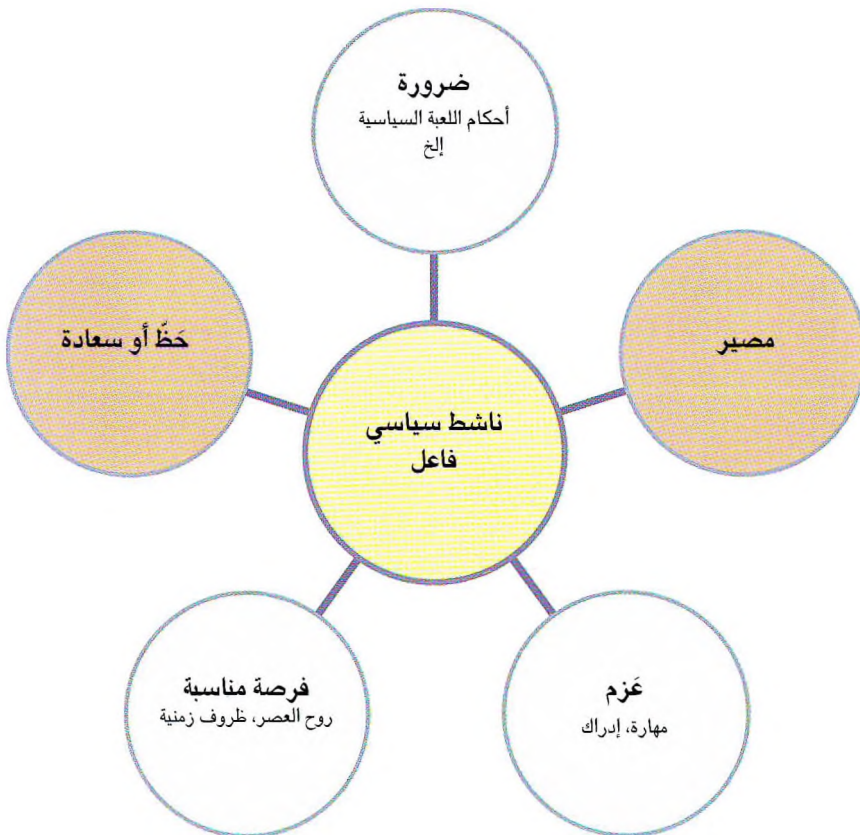 ضرورة
أحكام اللعبة السياسية
إلخ
مصير
حَظّ أو سعادة
ناشط سياسي
فاعل
عَزم
مهارة، إدراك
فرصة مناسبة
روح العصر، ظروف زمنية